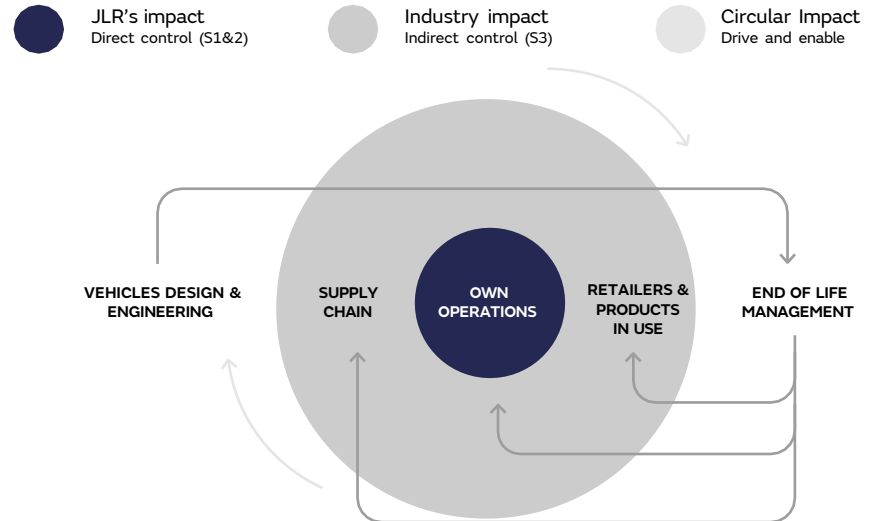 JLR's impact
Direct control (S1&2)
Industry impact
Indirect control (S3)
Circular Impact
Drive and enable
VEHICLES DESIGN &
ENGINEERING
SUPPLY
CHAIN
OWN
OPERATIONS
RETAILERS &
PRODUCTS
IN USE
END OF LIFE
MANAGEMENT